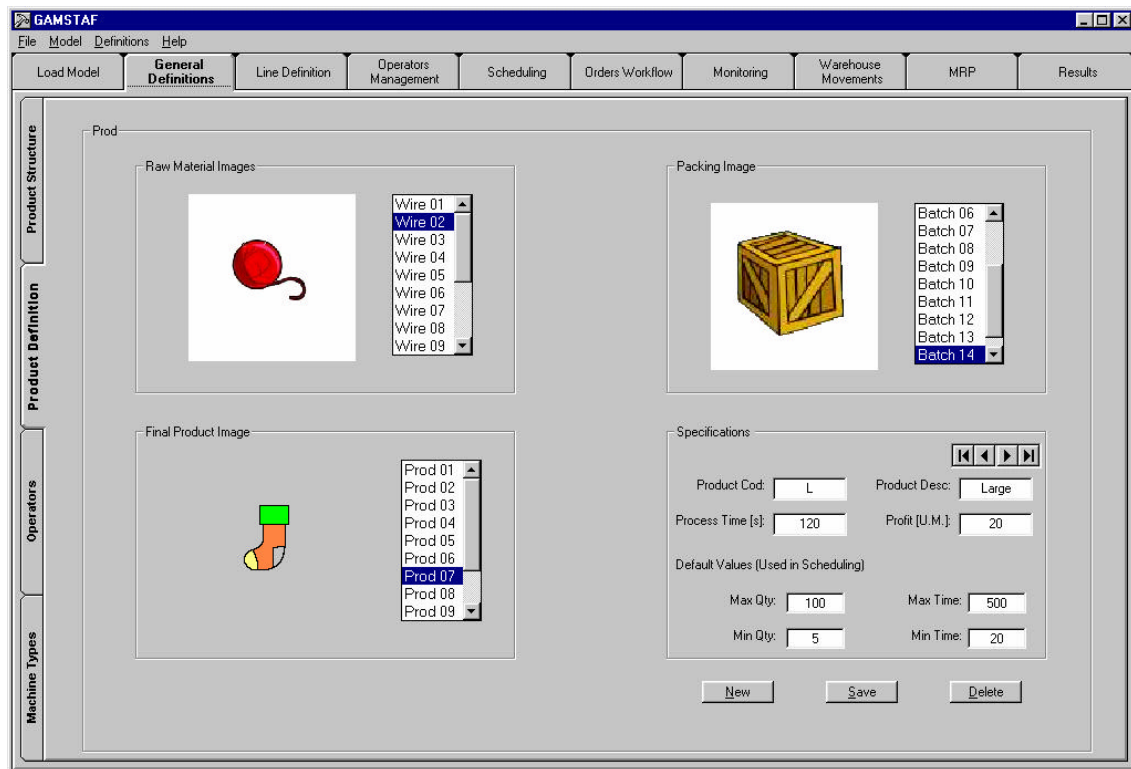 GAMSTAF
File Model Definitions Help
Load Model
General
Definitions
Line Definition
Operators
Management
Scheduling
Orders Workflow
Monitoring
Warehouse
Movements
MRP
Results
Product Structure
Product Definition
Operators
Machine Types
Prod
Raw Material Images
Wire 01
Wire 02
Wire 03
Wire 04
Wire 05
Wire 06
Wire 07
Wire 08
Wire 09
Packing Image
Batch 06
Batch 07
Batch 08
Batch 09
Batch 10
Batch 11
Batch 12
Batch 13
Batch 14
Final Product Image
Prod 01
Prod 02
Prod 03
Prod 04
Prod 05
Prod 06
Prod 07
Prod 08
Prod 09
Specifications
Product Cod: L Product Desc: Large
Process Time [s]: 120 Profit [U.M.]: 20
Default Values (Used in Scheduling)
Max Qty: 100 Max Time: 500
Min Qty: 5 Min Time: 20
New Save Delete